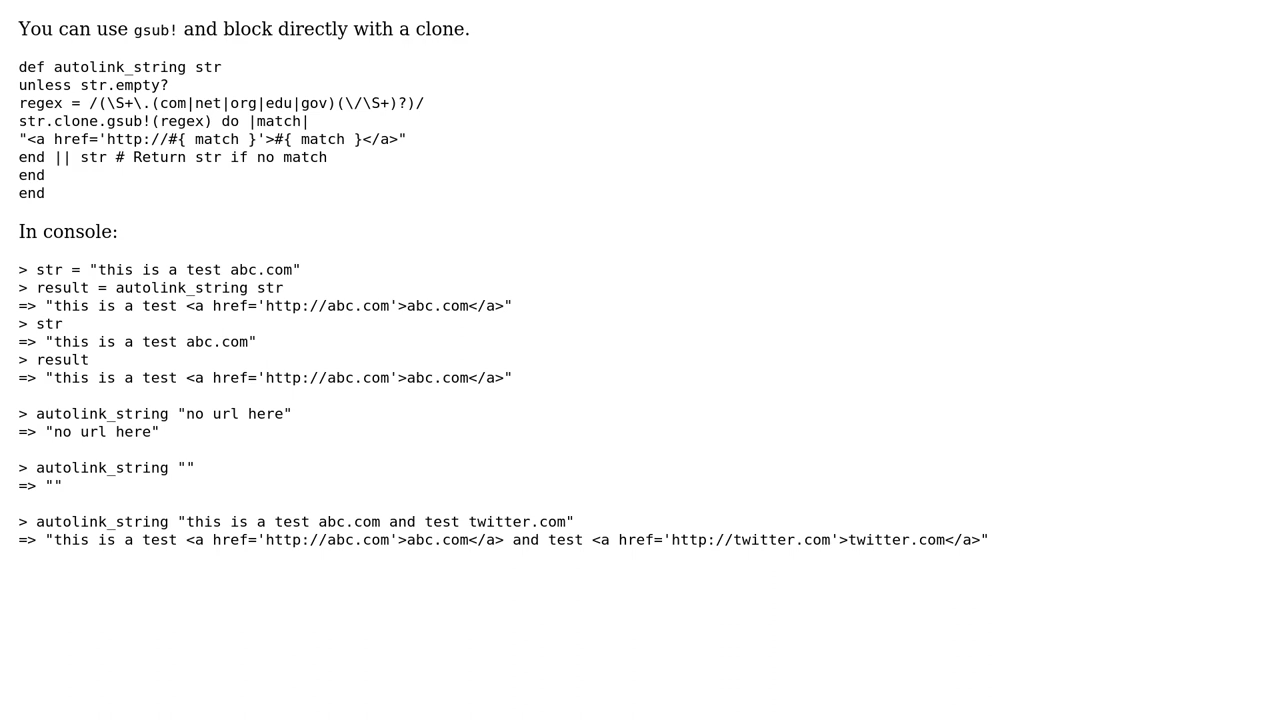 You can use gsub! and block directly with a clone.
def autolink_string str
unless str.empty?
regex = /(\S+\.(com|net|org|edu|gov)(\/\S+)?)/
str.clone.gsub!(regex) do |match|
"<a href='http://#{ match }'>#{ match }</a>"
end || str # Return str if no match
end
end
In console:
> str = "this is a test abc.com"
> result = autolink_string str
=> "this is a test <a href='http://abc.com'>abc.com</a>"
> str
=> "this is a test abc.com"
> result
=> "this is a test <a href='http://abc.com'>abc.com</a>"
> autolink_string "no url here"
=> "no url here"
> autolink_string ""
=> ""
> autolink_string "this is a test abc.com and test twitter.com"
=> "this is a test <a href='http://abc.com'>abc.com</a> and test <a href='http://twitter.com'>twitter.com</a>"